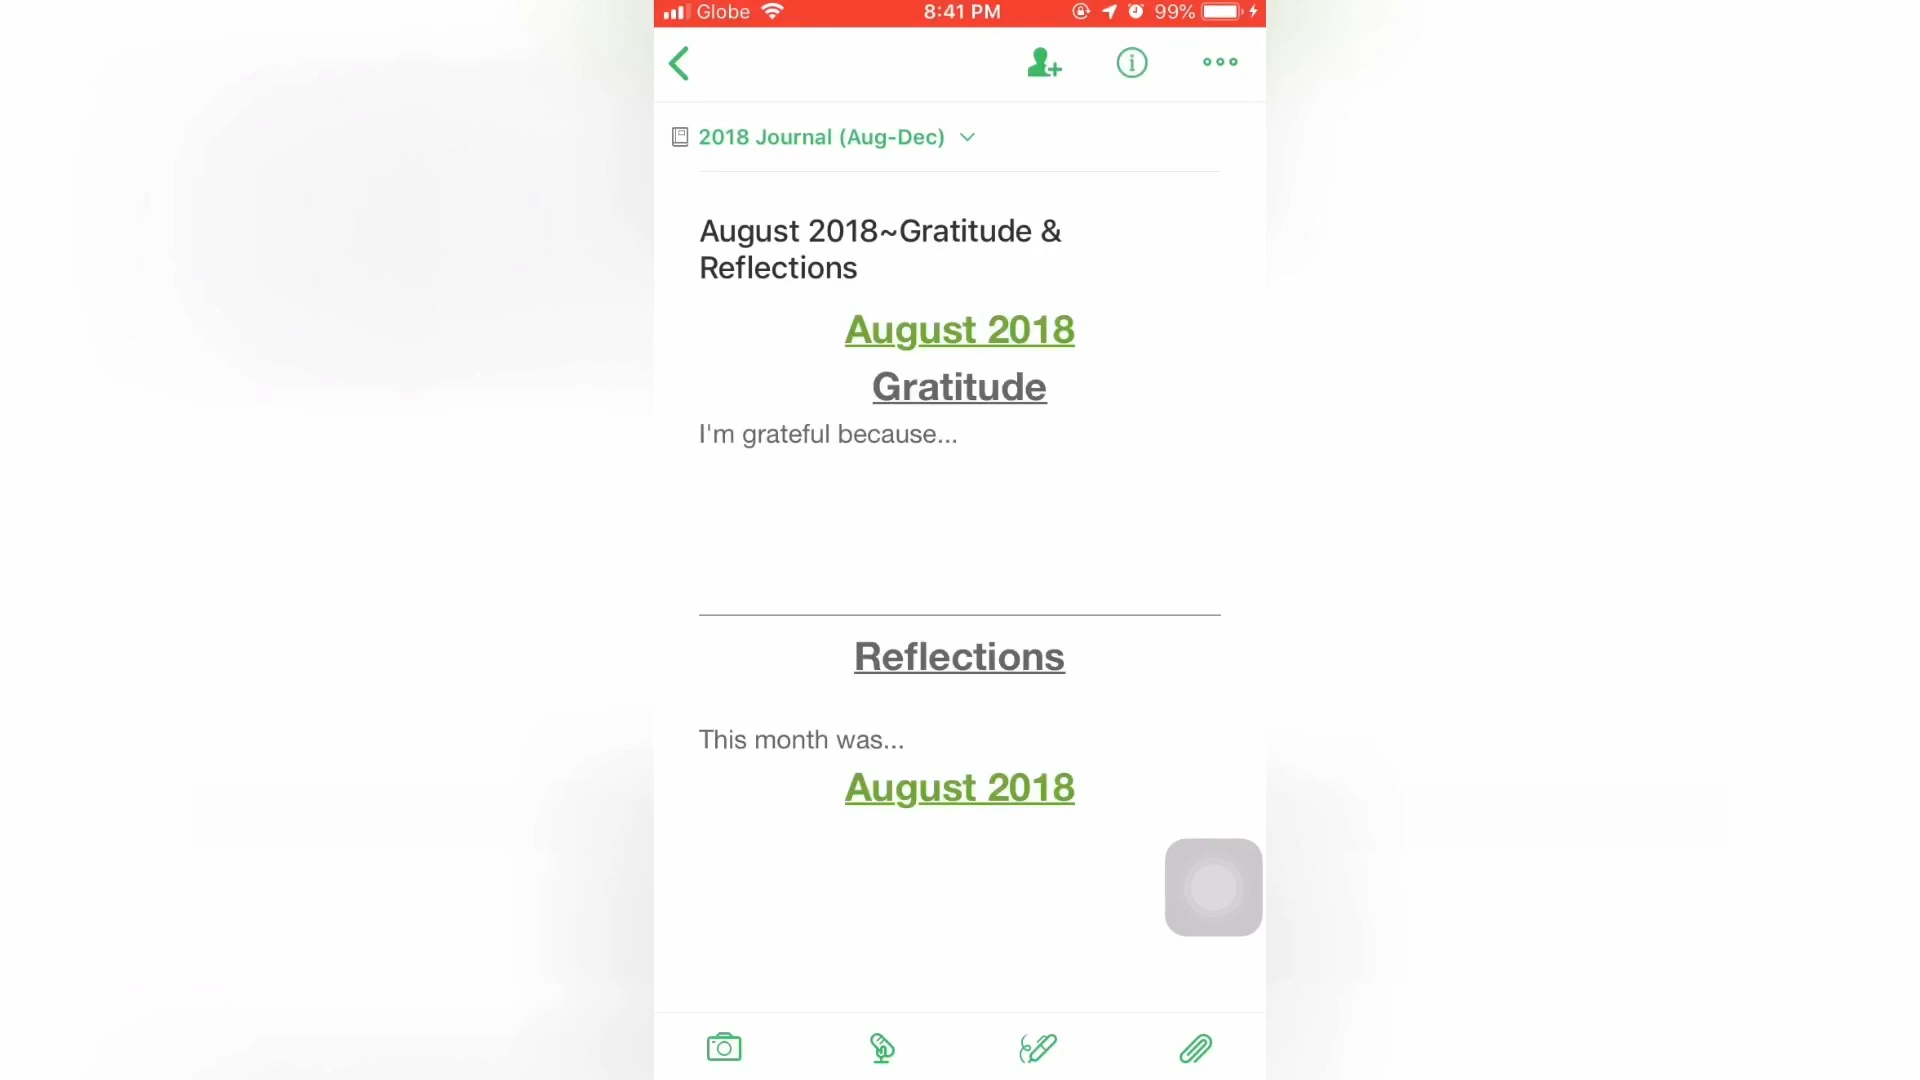 Globe 8:41 PM 99%
2018 Journal (Aug-Dec)
August 2018~Gratitude &
Reflections
August 2018
Gratitude
I'm grateful because...
Reflections
This month was...
August 2018